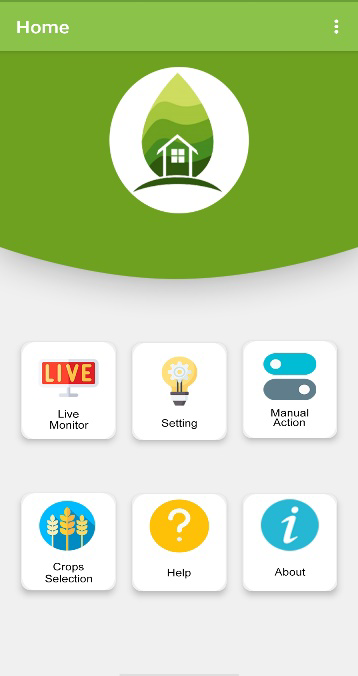 Home
LIVE
Live
Monitor
Setting
Manual
Action
Crops
Selection
?
Help
i
About